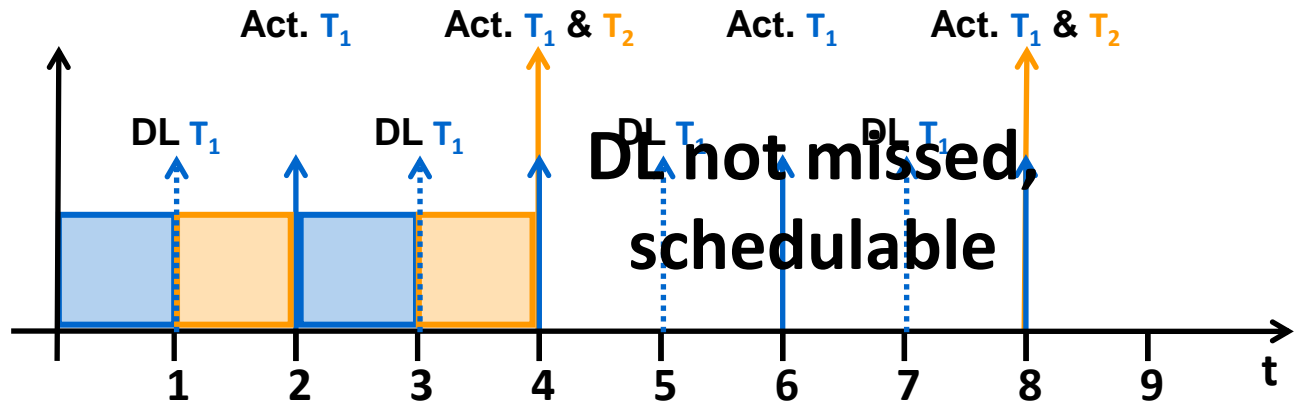 Act. T1 Act. T1 & T2 Act. T1 Act. T1 & T2
DL T1 DL T1 DL T1 DL T1
DL not missed,
schedulable
1 2 3 4 5 6 7 8 9 t